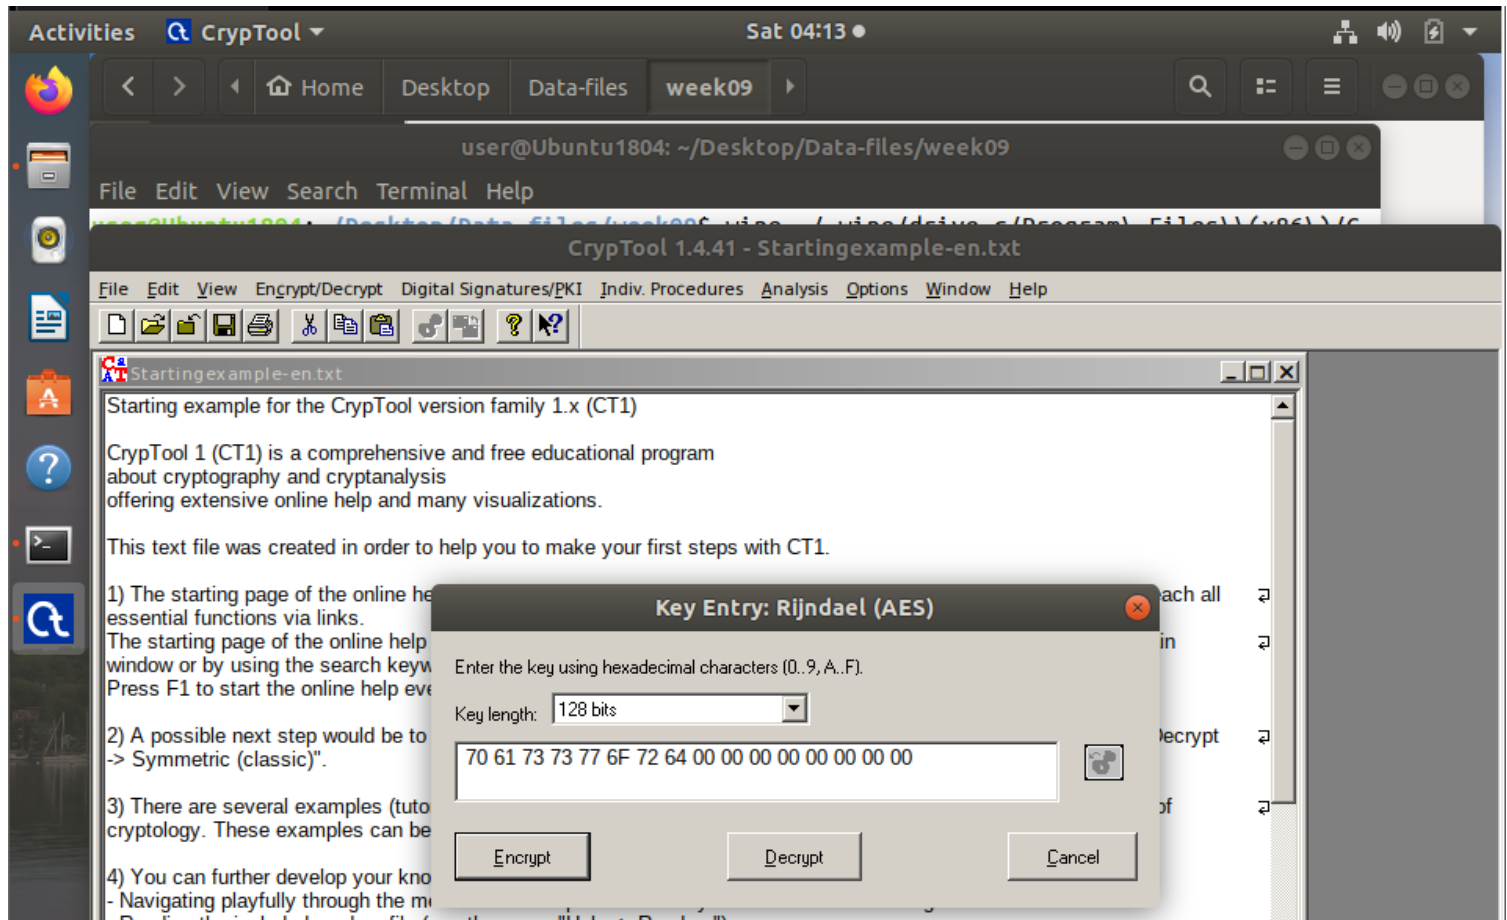 Activities CrypTool Sat 04:13
Home Desktop Data-files week09
user@Ubuntu1804: ~/Desktop/Data-files/week09
File Edit View Search Terminal Help
CrypTool 1.4.41 - Startingexample-en.txt
File Edit View Encrypt/Decrypt Digital Signatures/PKI Indiv. Procedures Analysis Options Window Help
Startingexample-en.txt
Starting example for the CrypTool version family 1.x (CT1)
CrypTool 1 (CT1) is a comprehensive and free educational program
about cryptography and cryptanalysis
offering extensive online help and many visualizations.
This text file was created in order to help you to make your first steps with CT1.
1) The starting page of the online he each all
essential functions via links.
The starting page of the online help in
window or by using the search keyw
Press F1 to start the online help eve
2) A possible next step would be to Decrypt
-> Symmetric (classic)".
3) There are several examples (tuto of
cryptology. These examples can be
4) You can further develop your kno
- Navigating playfully through the m
Key Entry: Rijndael (AES)
Enter the key using hexadecimal characters (0..9, A..F).
Key length: 128 bits
70 61 73 73 77 6F 72 64 00 00 00 00 00 00 00 00
Encrypt Decrypt Cancel